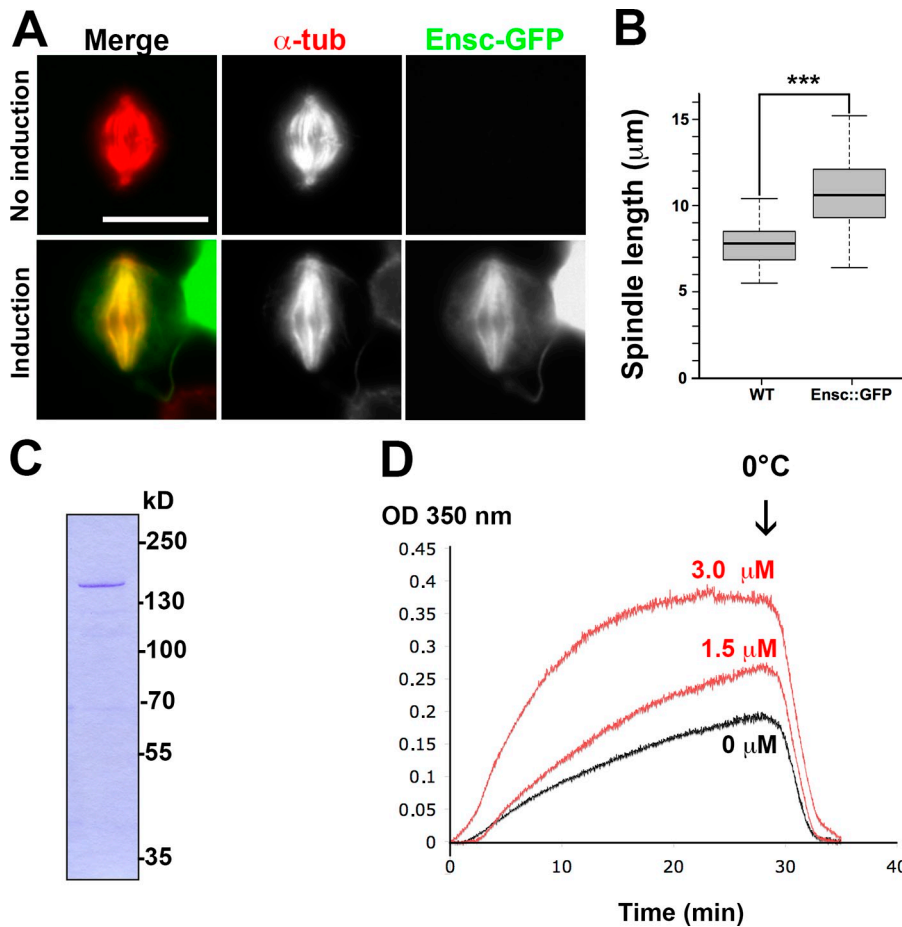 A
Merge
α-tub
Ensc-GFP
No induction
Induction
B
***
Spindle length (μm)
15
10
5
0
WT
Ensc::GFP
C
kD
-250
-130
-100
-70
-55
-35
D
0°C
OD 350 nm
0.45
0.4
0.35
0.3
0.25
0.2
0.15
0.1
0.05
0
3.0 μM
1.5 μM
0 μM
0
10
20
30
40
Time (min)